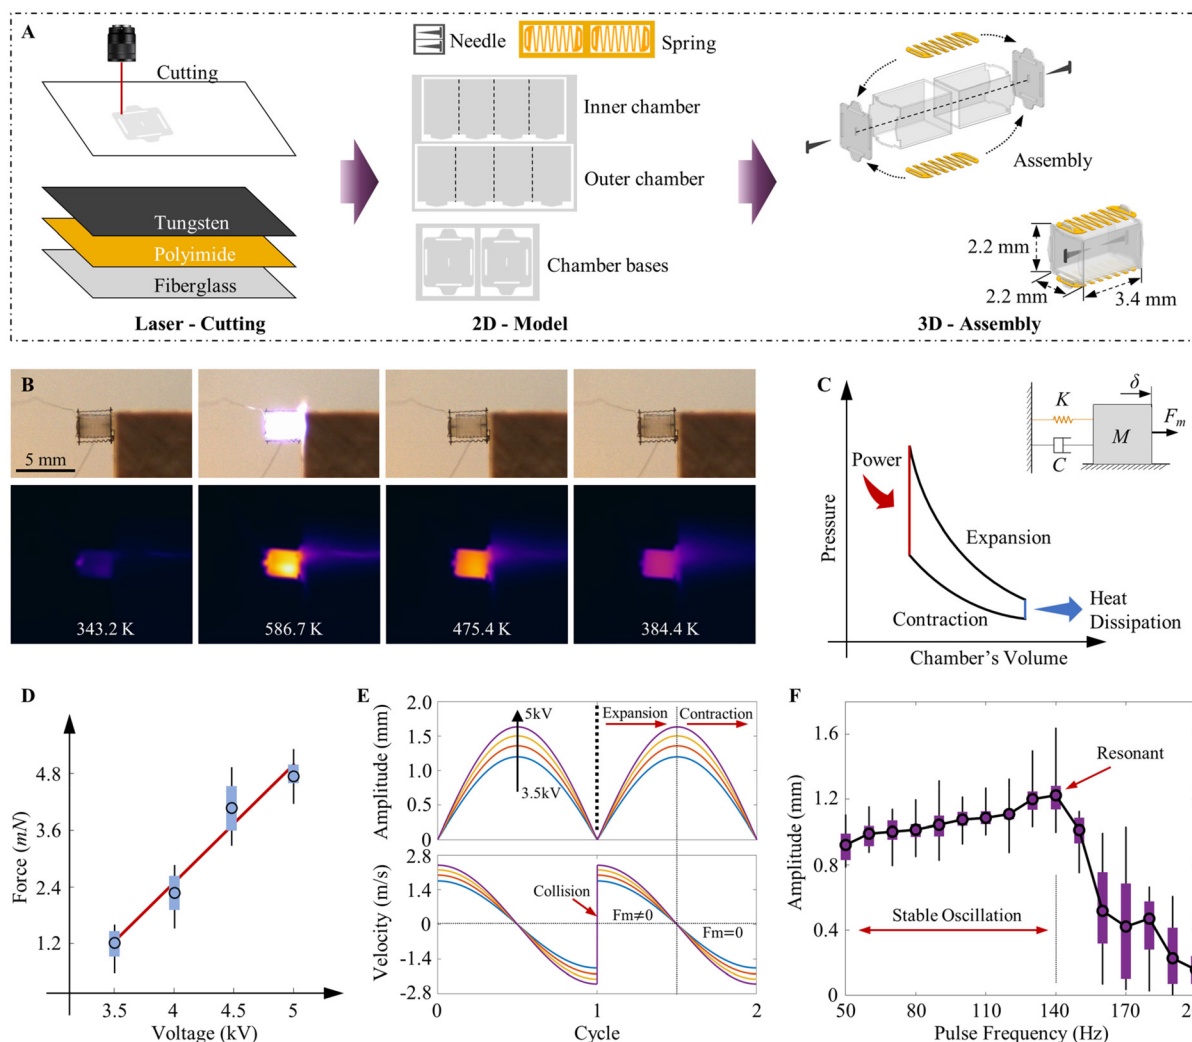 A
Cutting
Tungsten
Polyimide
Fiberglass
Laser - Cutting
Needle
Spring
Inner chamber
Outer chamber
Chamber bases
2D - Model
Assembly
2.2 mm
2.2 mm
3.4 mm
3D - Assembly
B
5 mm
343.2 K
586.7 K
475.4 K
384.4 K
C
Pressure
Power
Expansion
Contraction
Heat
Dissipation
Chamber's Volume
K
C
M
δ
Fm
D
Force (mN)
4.8
3.6
2.4
1.2
3.5
4
4.5
5
Voltage (kV)
E
Amplitude (mm)
2.0
1.5
1.0
0.5
0
5kV
3.5kV
Expansion
Contraction
Velocity (m/s)
2.8
1.4
0
-1.4
-2.8
Collision
Fm≠0
Fm=0
0
1
2
Cycle
F
Amplitude (mm)
1.6
1.2
0.8
0.4
0
Resonant
Stable Oscillation
50
80
110
140
170
Pulse Frequency (Hz)